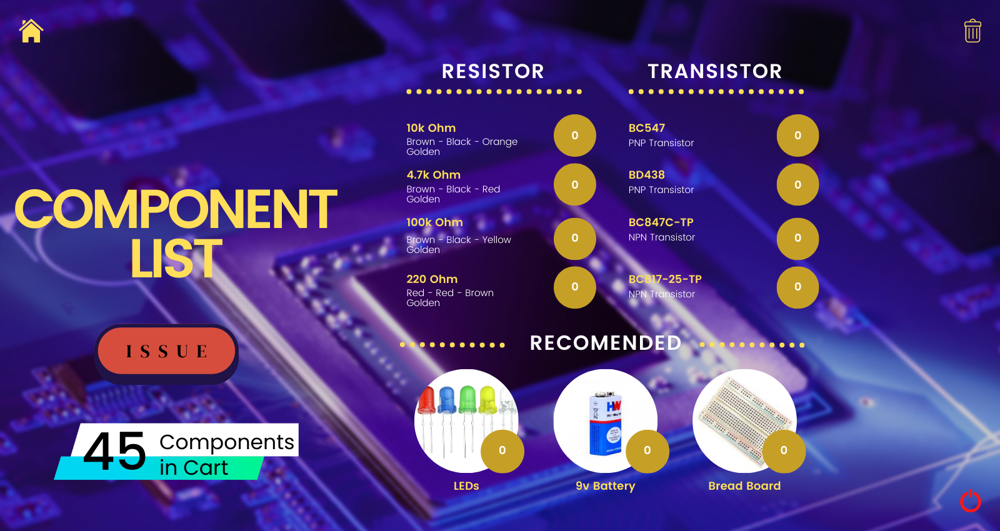 COMPONENT
LIST
ISSUE
45 Components
in Cart
RESISTOR
10k Ohm
Brown - Black - Orange
Golden
0
4.7k Ohm
Brown - Black - Red
Golden
0
100k Ohm
Brown - Black - Yellow
Golden
0
220 Ohm
Red - Red - Brown
Golden
0
TRANSISTOR
BC547
PNP Transistor
0
BD438
PNP Transistor
0
BC847C-TP
NPN Transistor
0
BC817-25-TP
NPN Transistor
0
RECOMENDED
0
LEDs
HW
Hi-Watt
0
9v Battery
0
Bread Board